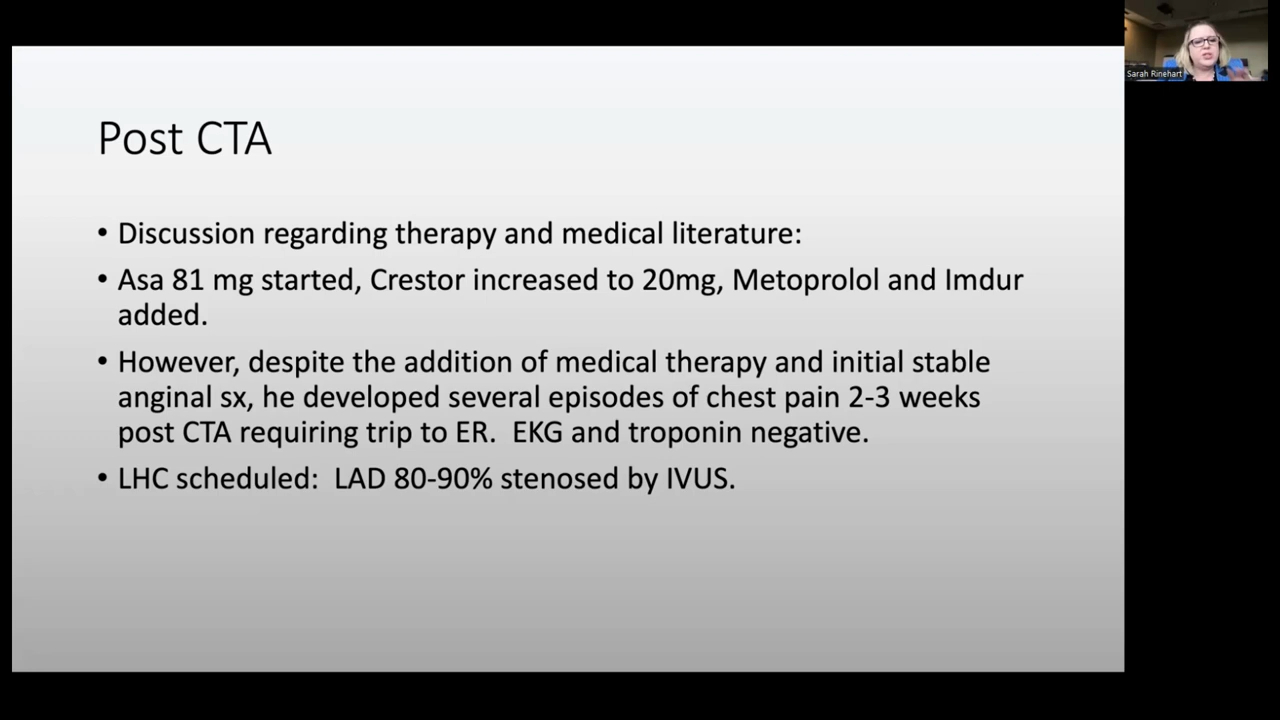 Post CTA
• Discussion regarding therapy and medical literature:
• Asa 81 mg started, Crestor increased to 20mg, Metoprolol and Imdur
added.
• However, despite the addition of medical therapy and initial stable
anginal sx, he developed several episodes of chest pain 2-3 weeks
post CTA requiring trip to ER.  EKG and troponin negative.
• LHC scheduled:  LAD 80-90% stenosed by IVUS.
Sarah Rinehart